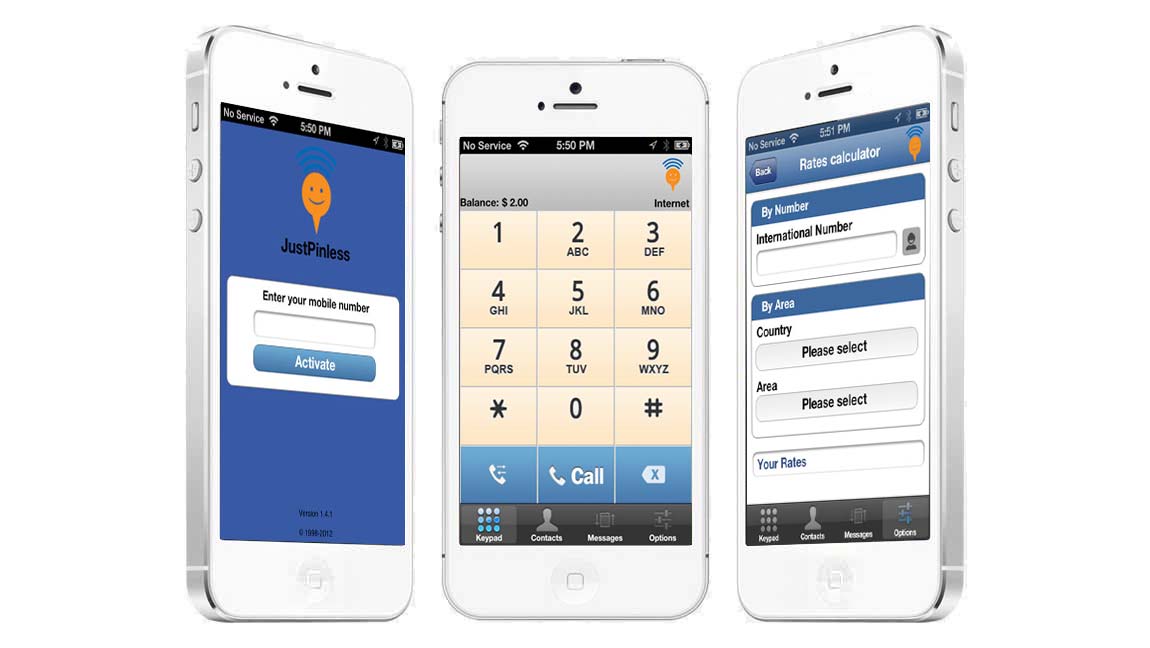 No Service 5:50 PM
JustPinless
Enter your mobile number
Activate
Version 1.4.1
© 1998-2012
No Service 5:50 PM
Balance: $ 2.00 Internet
1 2 3
ABC DEF
4 5 6
GHI JKL MNO
7 8 9
PQRS TUV WXYZ
* 0 #
Call X
Keypad Contacts Messages Options
No Service 5:51 PM
Back Rates calculator
By Number
International Number
By Area
Country
Please select
Area
Please select
Your Rates
Keypad Contacts Messages Options